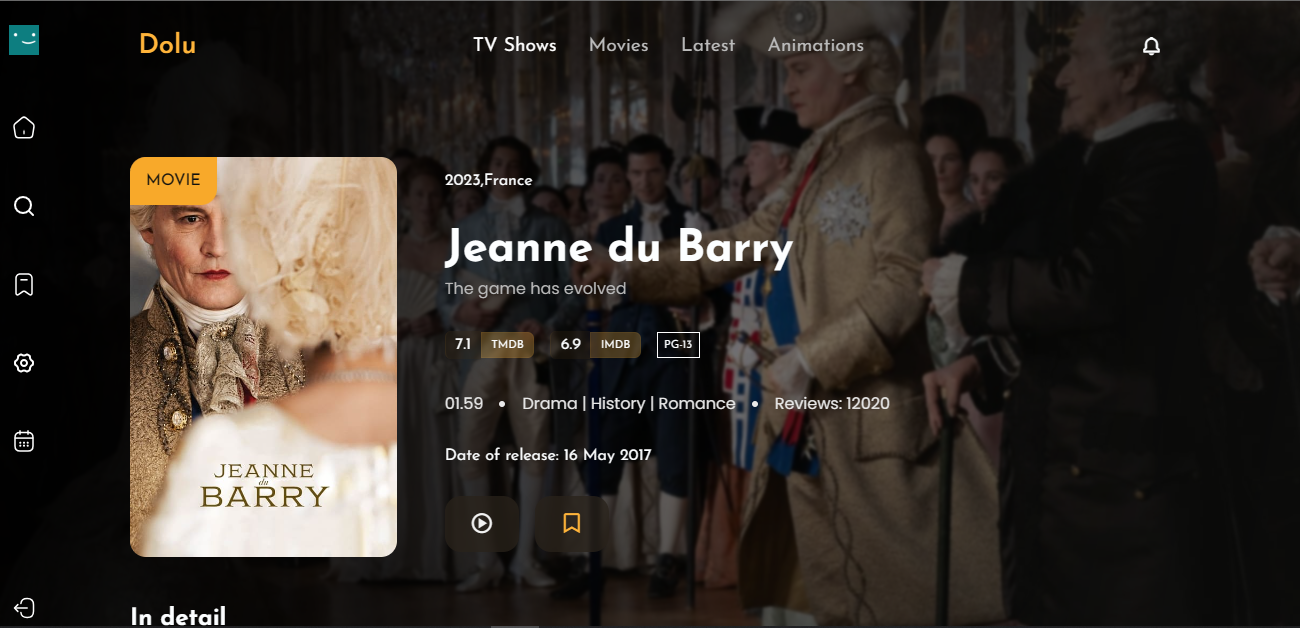 Dolu
TV Shows Movies Latest Animations
MOVIE
JEANNE
du
BARRY
2023,France
Jeanne du Barry
The game has evolved
7.1 TMDB 6.9 IMDB PG-13
01.59 • Drama | History | Romance • Reviews: 12020
Date of release: 16 May 2017
In detail